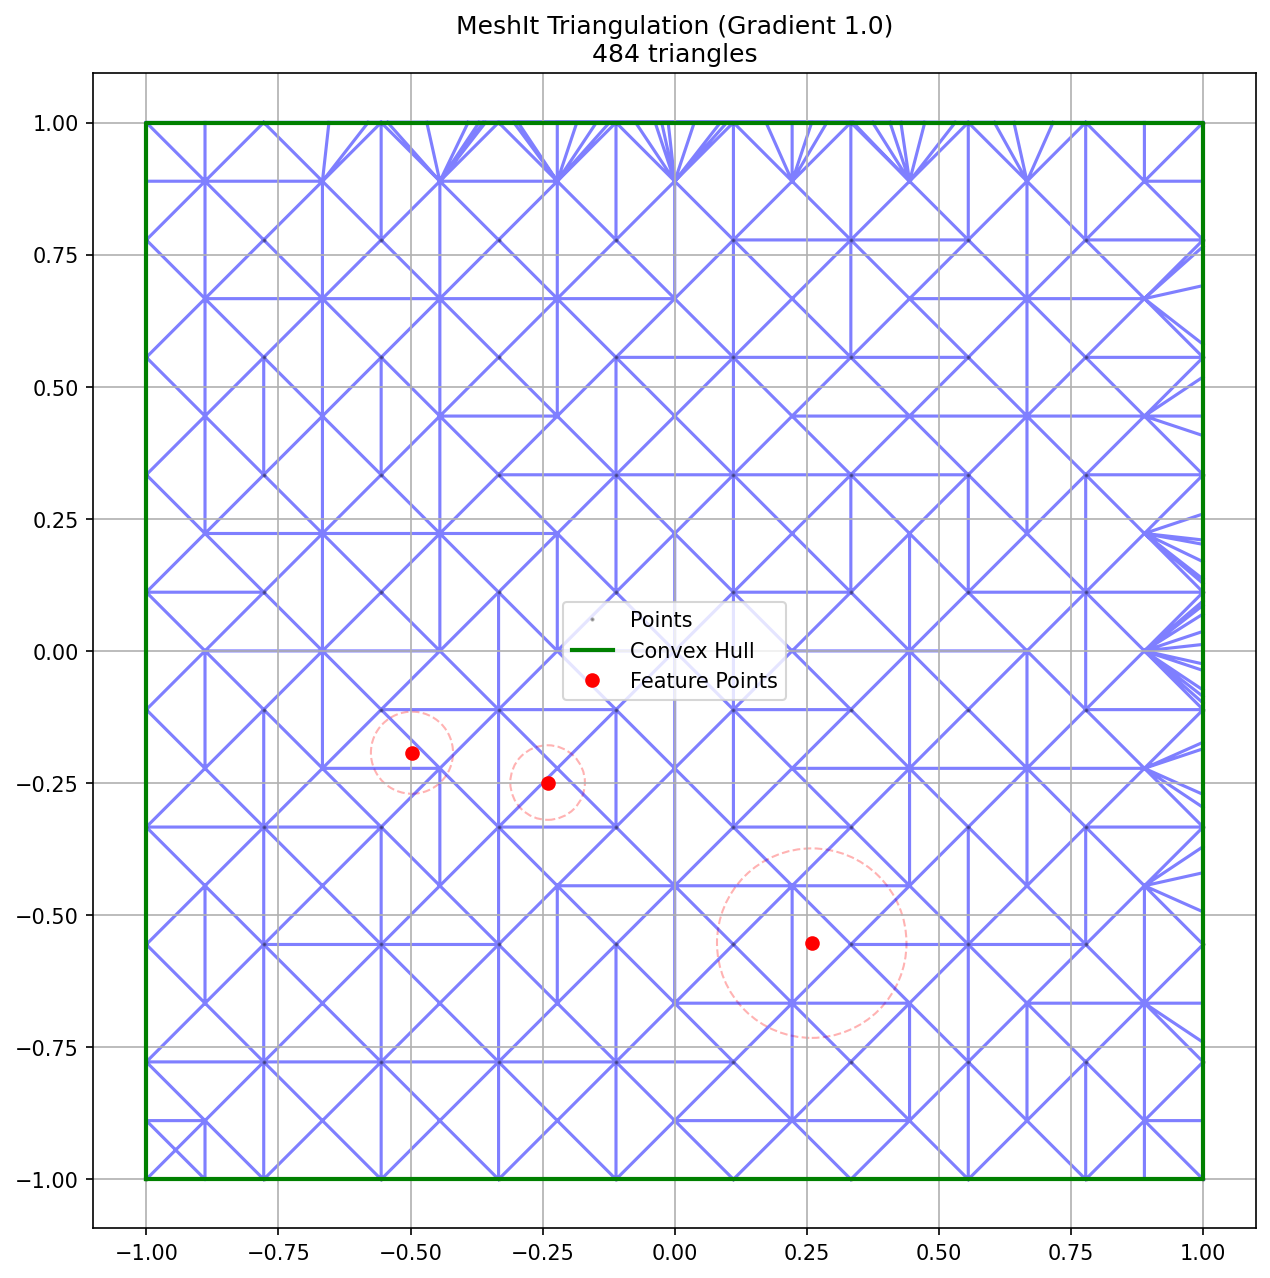 MeshIt Triangulation (Gradient 1.0)
484 triangles
1.00
0.75
0.50
0.25
0.00
−0.25
−0.50
−0.75
−1.00
Points
Convex Hull
Feature Points
−1.00 −0.75 −0.50 −0.25 0.00 0.25 0.50 0.75 1.00